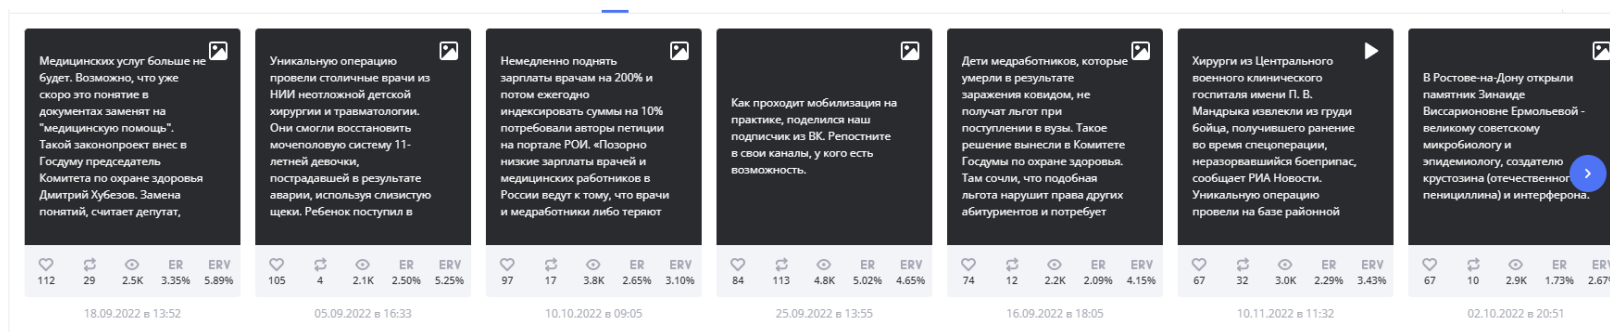 Медицинских услуг больше не
будет. Возможно, что уже
скоро это понятие в
документах заменят на
"медицинскую помощь".
Такой законопроект внес в
Госдуму председатель
Комитета по охране здоровья
Дмитрий Хубезов. Замена
понятий, считает депутат,
112 29 2.5K ER 3.35% ERV 5.89%
18.09.2022 в 13:52
Уникальную операцию
провели столичные врачи из
НИИ неотложной детской
хирургии и травматологии.
Они смогли восстановить
мочеполовую систему 11-
летней девочки,
пострадавшей в результате
аварии, используя слизистую
щеки. Ребенок поступил в
105 4 2.1K ER 2.50% ERV 5.25%
05.09.2022 в 16:33
Немедленно поднять
зарплаты врачам на 200% и
потом ежегодно
индексировать суммы на 10%
потребовали авторы петиции
на портале РОИ. «Позорно
низкие зарплаты врачей и
медицинских работников в
России ведут к тому, что врачи
и медработники либо теряют
97 17 3.8K ER 2.65% ERV 3.10%
10.10.2022 в 09:05
Как проходит мобилизация на
практике, поделился наш
подписчик из ВК. Репостните
в свои каналы, у кого есть
возможность.
84 113 4.8K ER 5.02% ERV 4.65%
25.09.2022 в 13:55
Дети медработников, которые
умерли в результате
заражения ковидом, не
получат льгот при
поступлении в вузы. Такое
решение вынесли в Комитете
Госдумы по охране здоровья.
Там сочли, что подобная
льгота нарушит права других
абитуриентов и потребует
74 12 2.2K ER 2.09% ERV 4.15%
16.09.2022 в 18:05
Хирурги из Центрального
военного клинического
госпиталя имени П. В.
Мандрыка извлекли из груди
бойца, получившего ранение
во время спецоперации,
неразорвавшийся боеприпас,
сообщает РИА Новости.
Уникальную операцию
провели на базе районной
67 32 3.0K ER 2.29% ERV 3.43%
10.11.2022 в 11:32
В Ростове-на-Дону открыли
памятник Зинаиде
Виссарионовне Ермольевой -
великому советскому
микробиологу и
эпидемиологу, создателю
крустозина (отечественног
пенициллина) и интерферона.
67 10 2.9K ER 1.73% ERV 2.67%
02.10.2022 в 20:51